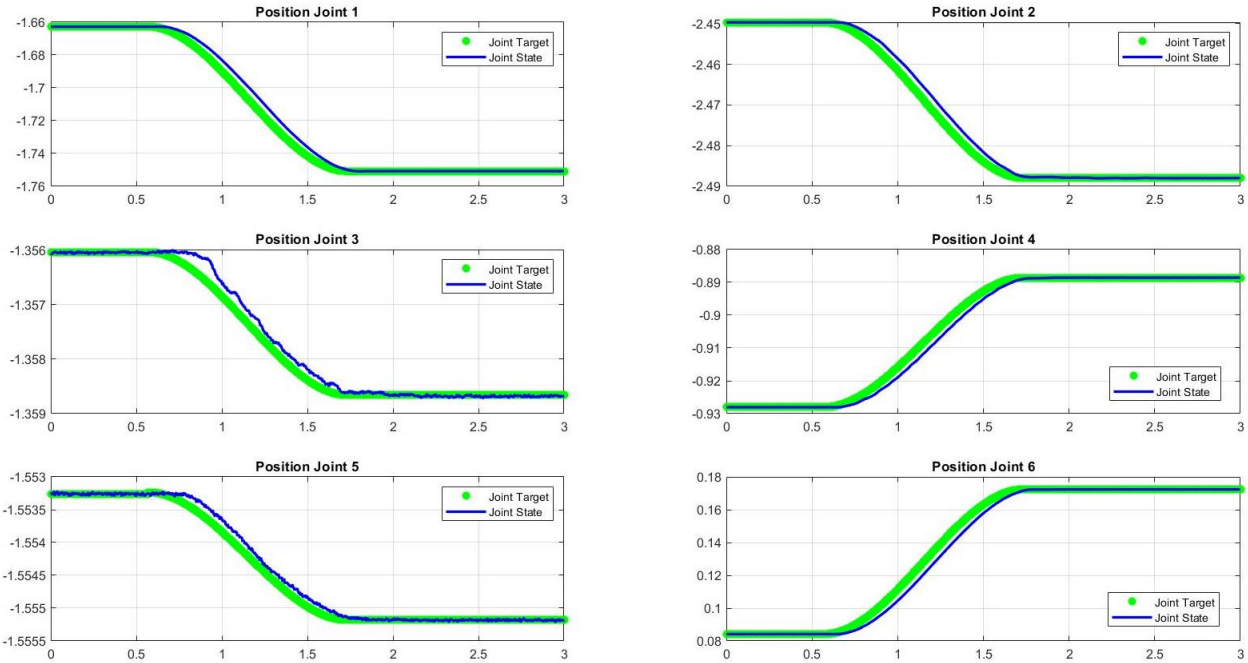 Position Joint 1
-1.66
-1.68
-1.7
-1.72
-1.74
-1.76
Joint Target
Joint State
0 0.5 1 1.5 2 2.5 3
Position Joint 2
-2.45
-2.46
-2.47
-2.48
-2.49
Joint Target
Joint State
0 0.5 1 1.5 2 2.5 3
Position Joint 3
-1.356
-1.357
-1.358
-1.359
Joint Target
Joint State
0 0.5 1 1.5 2 2.5 3
Position Joint 4
-0.88
-0.89
-0.9
-0.91
-0.92
-0.93
Joint Target
Joint State
0 0.5 1 1.5 2 2.5 3
Position Joint 5
-1.553
-1.5535
-1.554
-1.5545
-1.555
-1.5555
Joint Target
Joint State
0 0.5 1 1.5 2 2.5 3
Position Joint 6
0.18
0.16
0.14
0.12
0.1
0.08
Joint Target
Joint State
0 0.5 1 1.5 2 2.5 3